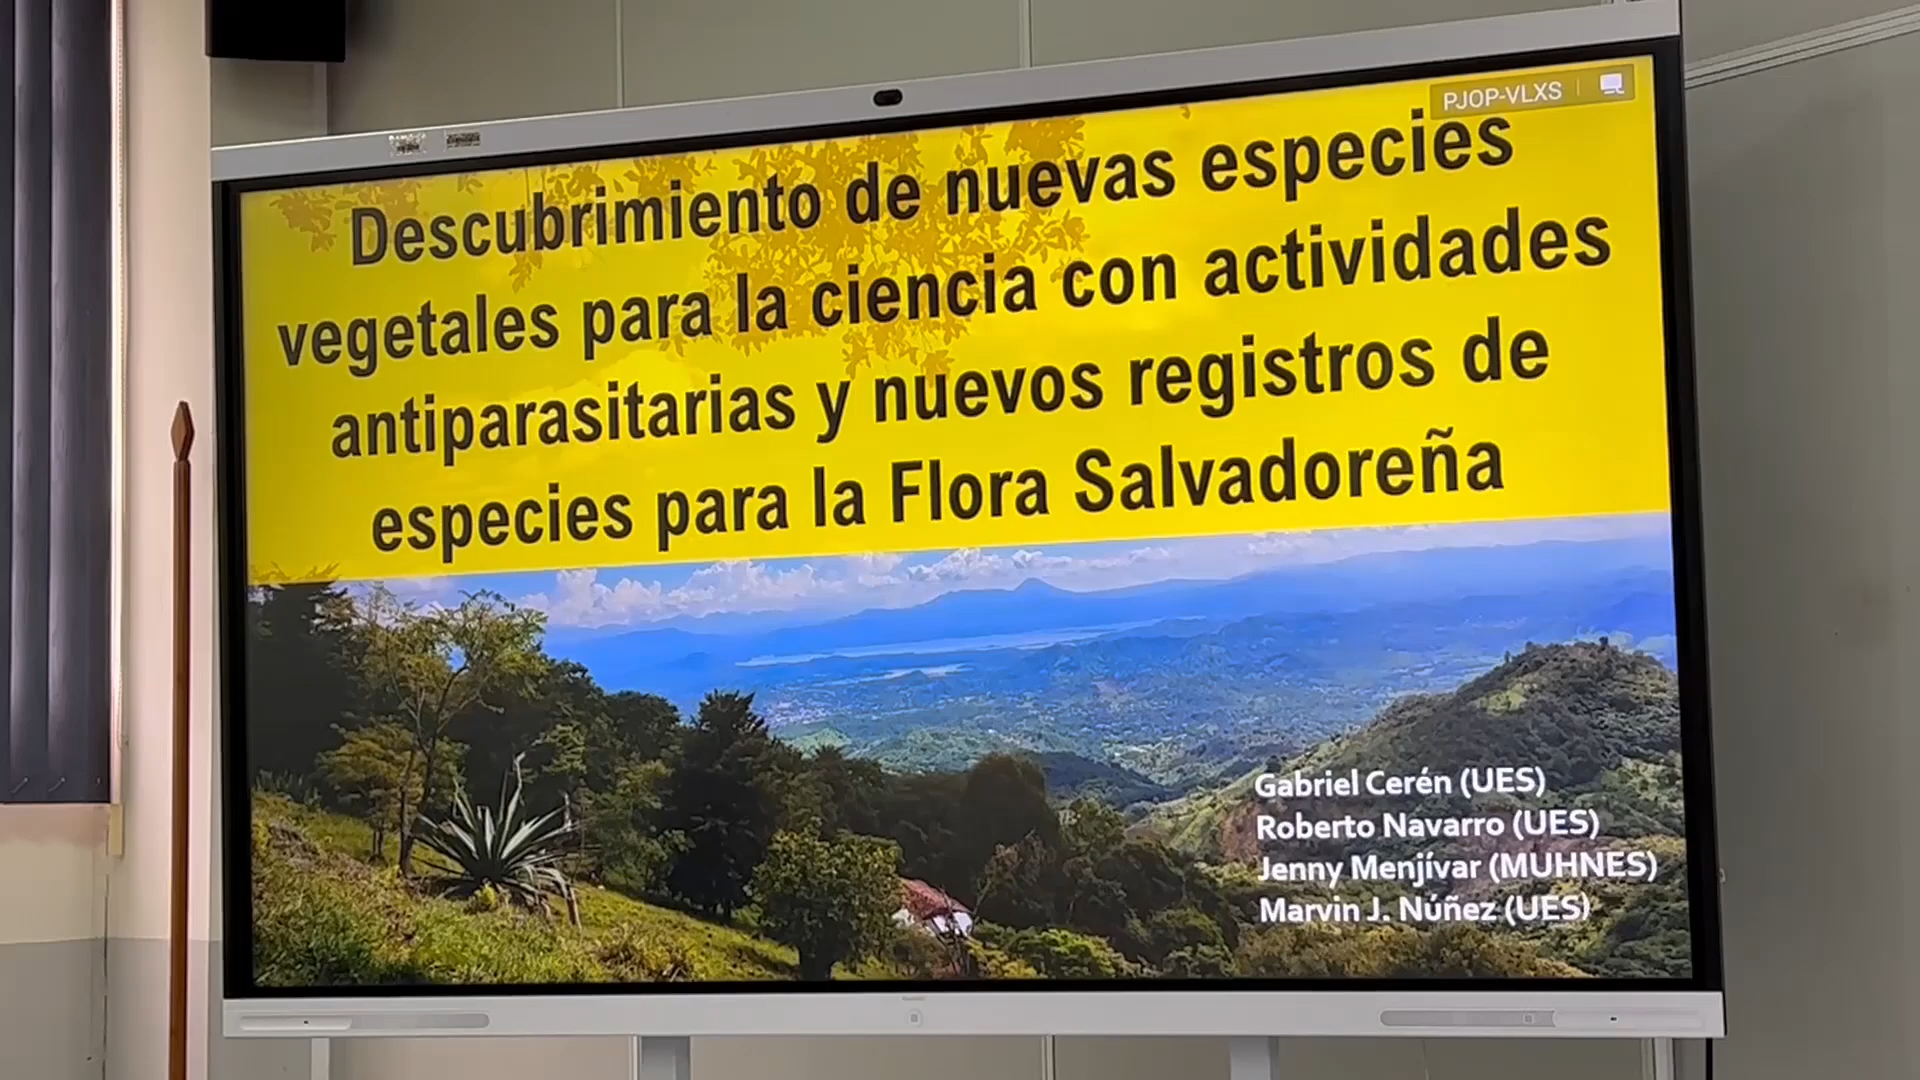 PJOP-VLXS
Descubrimiento de nuevas especies
vegetales para la ciencia con actividades
antiparasitarias y nuevos registros de
especies para la Flora Salvadoreña
Gabriel Cerén (UES)
Roberto Navarro (UES)
Jenny Menjívar (MUHNES)
Marvin J. Núñez (UES)